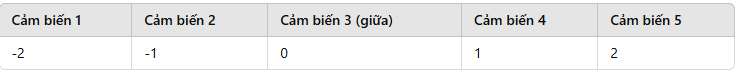 Cảm biến 1 Cảm biến 2 Cảm biến 3 (giữa) Cảm biến 4 Cảm biến 5
-2 -1 0 1 2